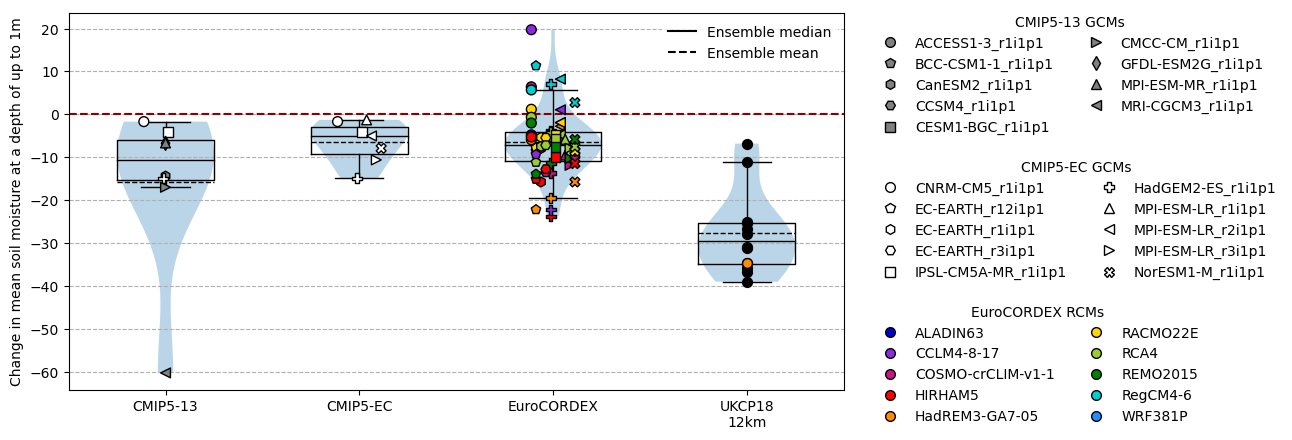 Change in mean soil moisture at a depth of up to 1m
20
10
0
−10
−20
−30
−40
−50
−60
CMIP5-13
CMIP5-EC
EuroCORDEX
UKCP18
12km
Ensemble median
Ensemble mean
CMIP5-13 GCMs
ACCESS1-3_r1i1p1
BCC-CSM1-1_r1i1p1
CanESM2_r1i1p1
CCSM4_r1i1p1
CESM1-BGC_r1i1p1
CMCC-CM_r1i1p1
GFDL-ESM2G_r1i1p1
MPI-ESM-MR_r1i1p1
MRI-CGCM3_r1i1p1
CMIP5-EC GCMs
CNRM-CM5_r1i1p1
EC-EARTH_r12i1p1
EC-EARTH_r1i1p1
EC-EARTH_r3i1p1
IPSL-CM5A-MR_r1i1p1
HadGEM2-ES_r1i1p1
MPI-ESM-LR_r1i1p1
MPI-ESM-LR_r2i1p1
MPI-ESM-LR_r3i1p1
NorESM1-M_r1i1p1
EuroCORDEX RCMs
ALADIN63
CCLM4-8-17
COSMO-crCLIM-v1-1
HIRHAM5
HadREM3-GA7-05
RACMO22E
RCA4
REMO2015
RegCM4-6
WRF381P